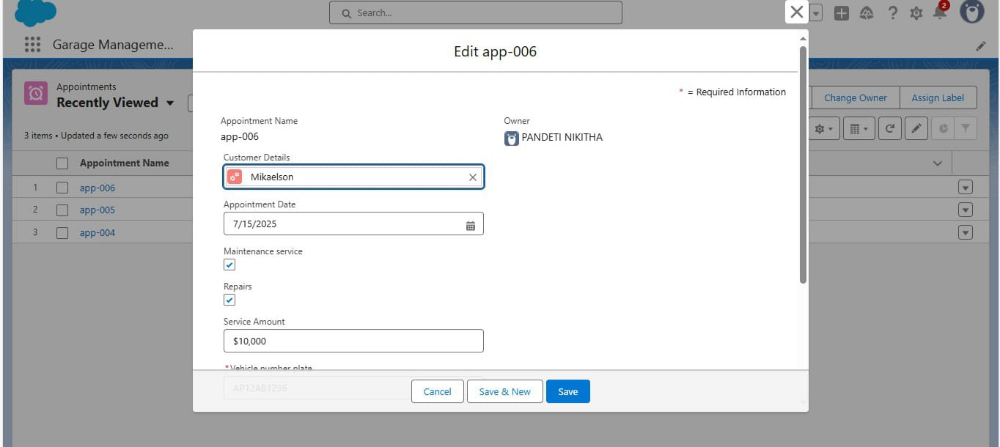 Search...
2
Garage Manageme...
Edit app-006
* = Required Information
Appointments
Recently Viewed
Change Owner
Assign Label
3 items • Updated a few seconds ago
Appointment Name
1 app-006
2 app-005
3 app-004
Appointment Name
app-006
Owner
PANDETI NIKITHA
Customer Details
Mikaelson
Appointment Date
7/15/2025
Maintenance service
Repairs
Service Amount
$10,000
*Vehicle number plate
AP12AB1236
Cancel
Save & New
Save